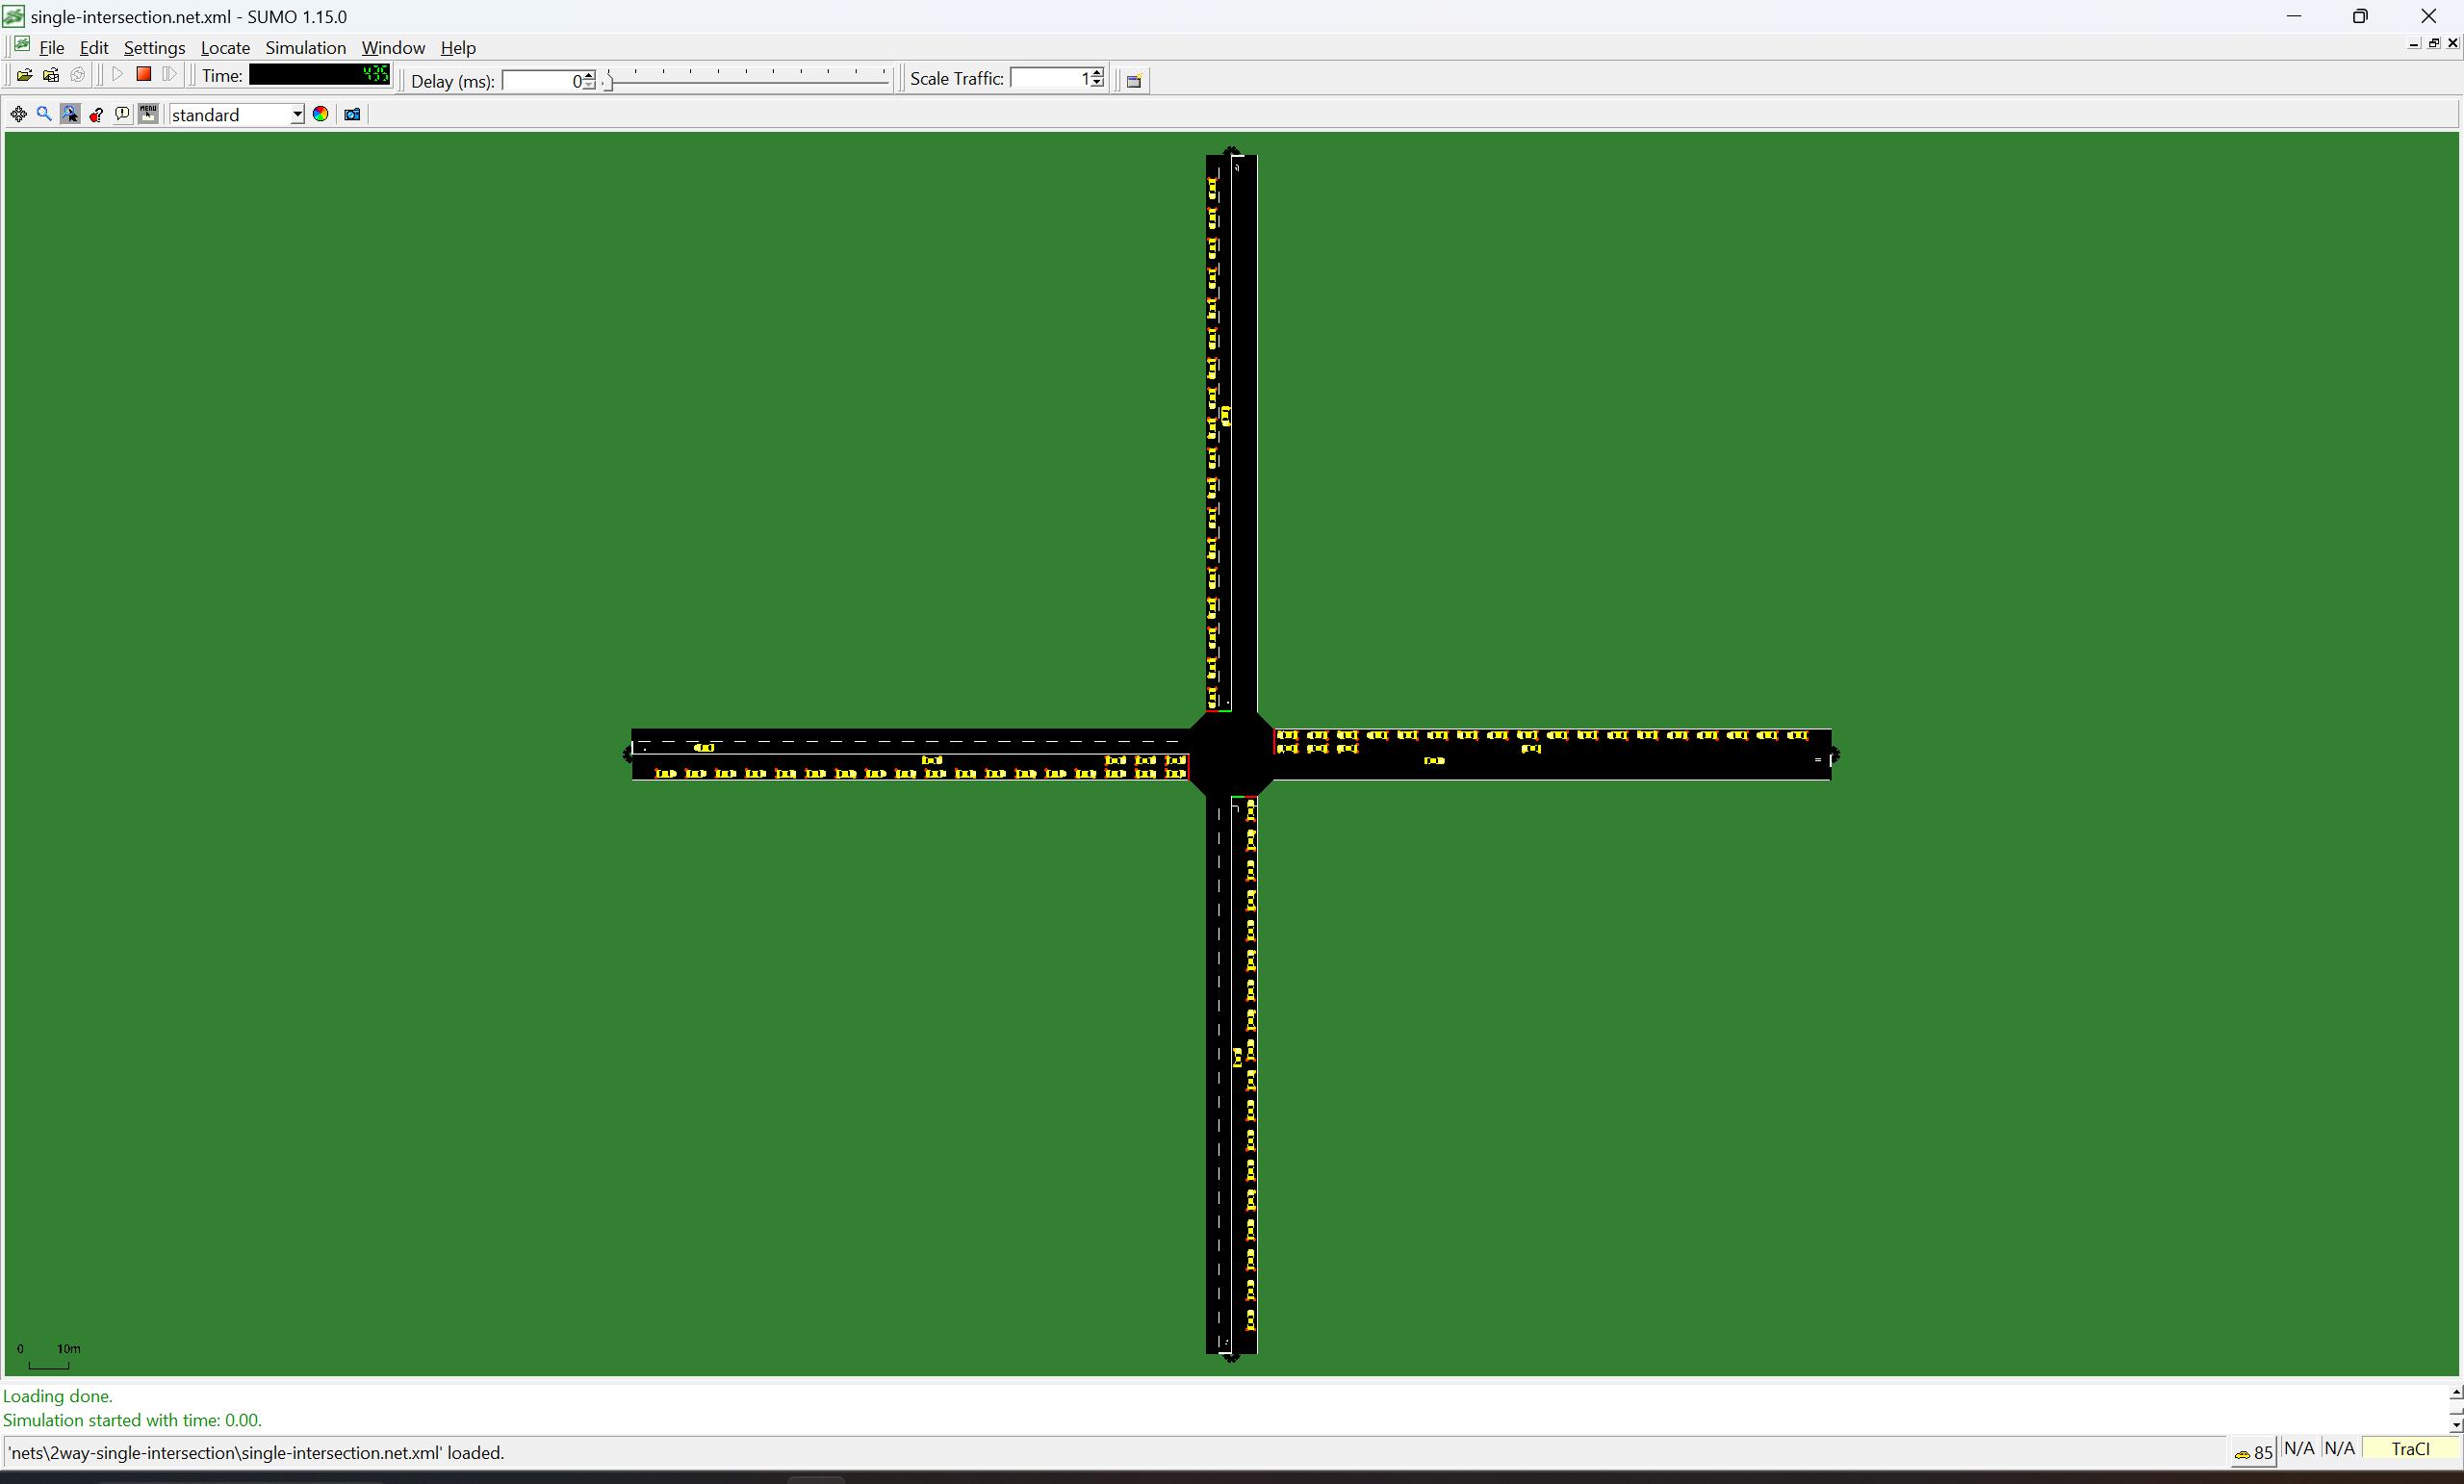 single-intersection.net.xml - SUMO 1.15.0
File Edit Settings Locate Simulation Window Help
Time: 435 Delay (ms): 0 Scale Traffic: 1
MENU standard
0 10m
Loading done.
Simulation started with time: 0.00.
'nets\2way-single-intersection\single-intersection.net.xml' loaded. 85 N/A N/A TraCI